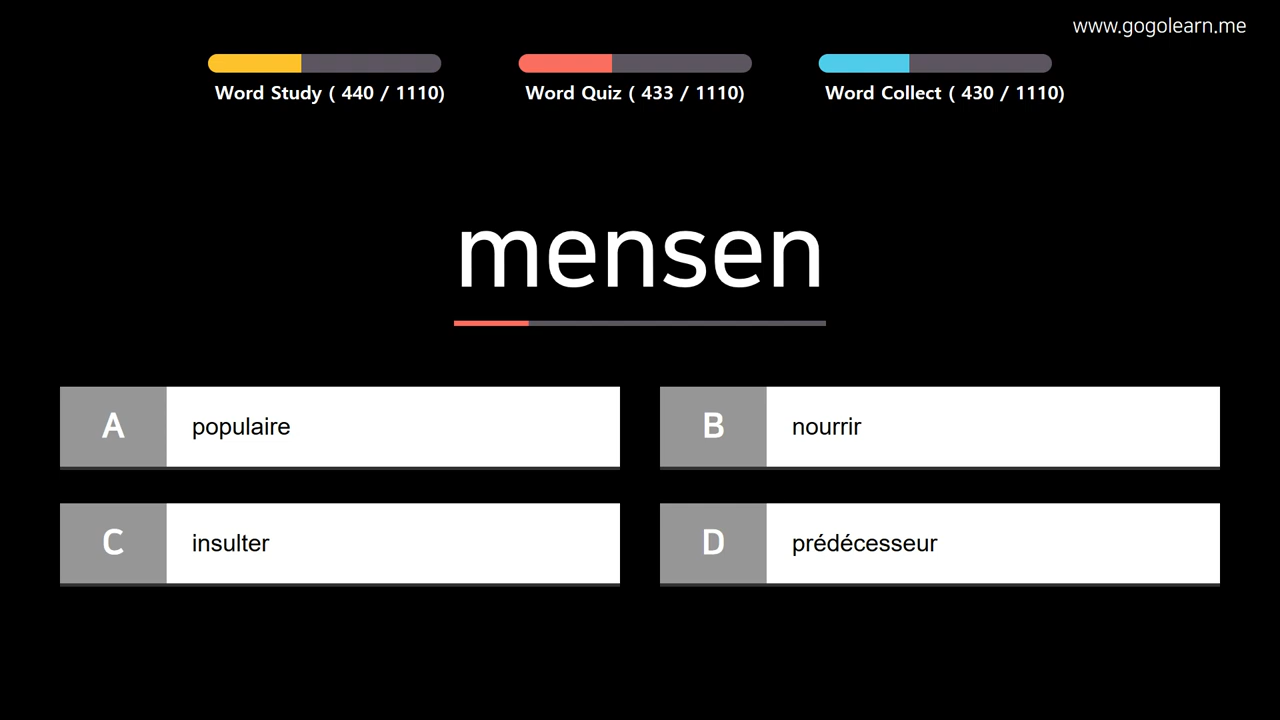 www.gogolearn.me
Word Study ( 440 / 1110)
Word Quiz ( 433 / 1110)
Word Collect ( 430 / 1110)
mensen
A populaire
B nourrir
C insulter
D prédécesseur